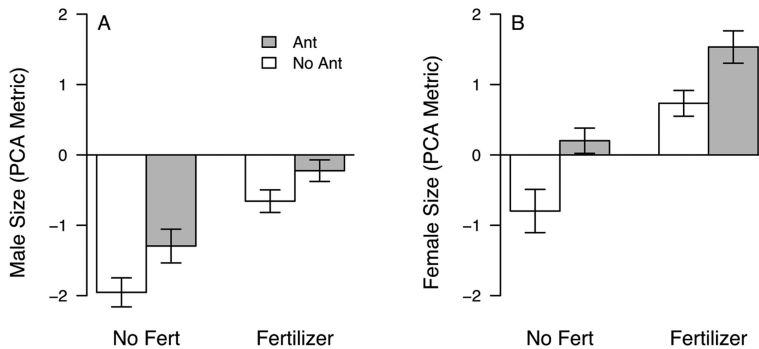 A
Ant
No Ant
2
1
0
−1
−2
Male Size (PCA Metric)
No Fert
Fertilizer
B
2
1
0
−1
−2
Female Size (PCA Metric)
No Fert
Fertilizer